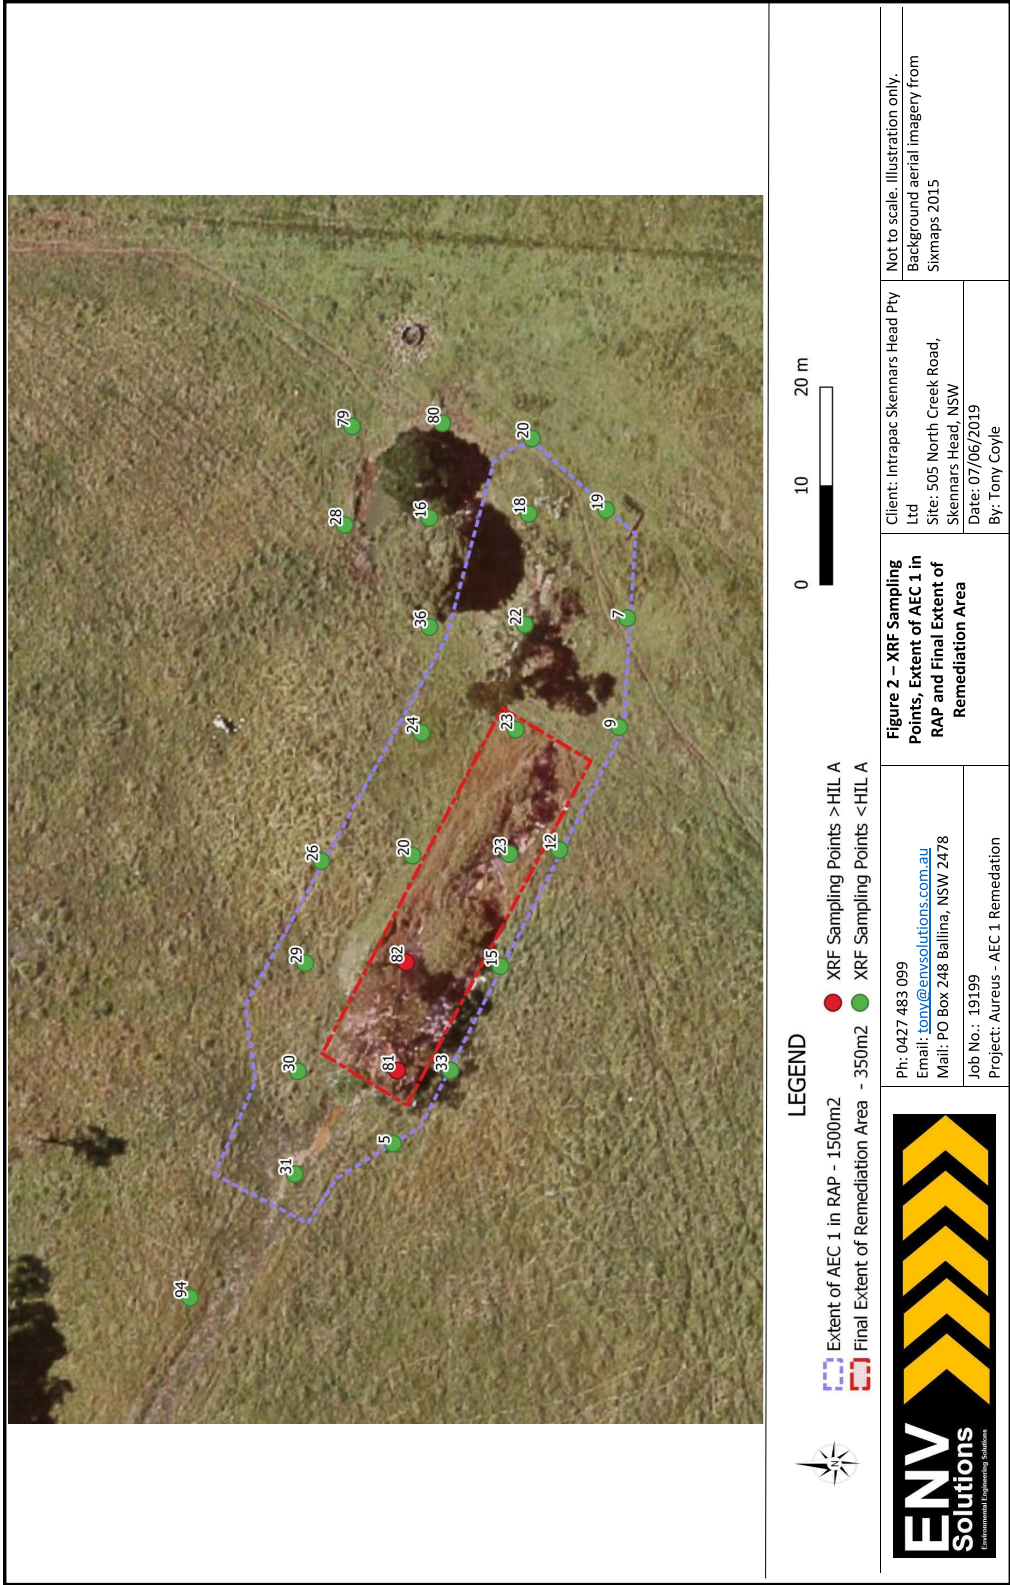 94
31
5
30
81
33
29
82
15
26
20
23
12
24
23
9
36
22
7
28
16
18
19
79
80
20
LEGEND
Extent of AEC 1 in RAP - 1500m2
Final Extent of Remediation Area - 350m2
XRF Sampling Points >HIL A
XRF Sampling Points <HIL A
0 10 20 m
N
ENV
Solutions
Environmental Engineering Solutions
Ph: 0427 483 099
Email: tony@envsolutions.com.au
Mail: PO Box 248 Ballina, NSW 2478
Job No.: 19199
Project: Aureus - AEC 1 Remedation
Figure 2 – XRF Sampling
Points, Extent of AEC 1 in
RAP and Final Extent of
Remediation Area
Client: Intrapac Skennars Head Pty
Ltd
Site: 505 North Creek Road,
Skennars Head, NSW
Date: 07/06/2019
By: Tony Coyle
Not to scale. Illustration only.
Background aerial imagery from
Sixmaps 2015